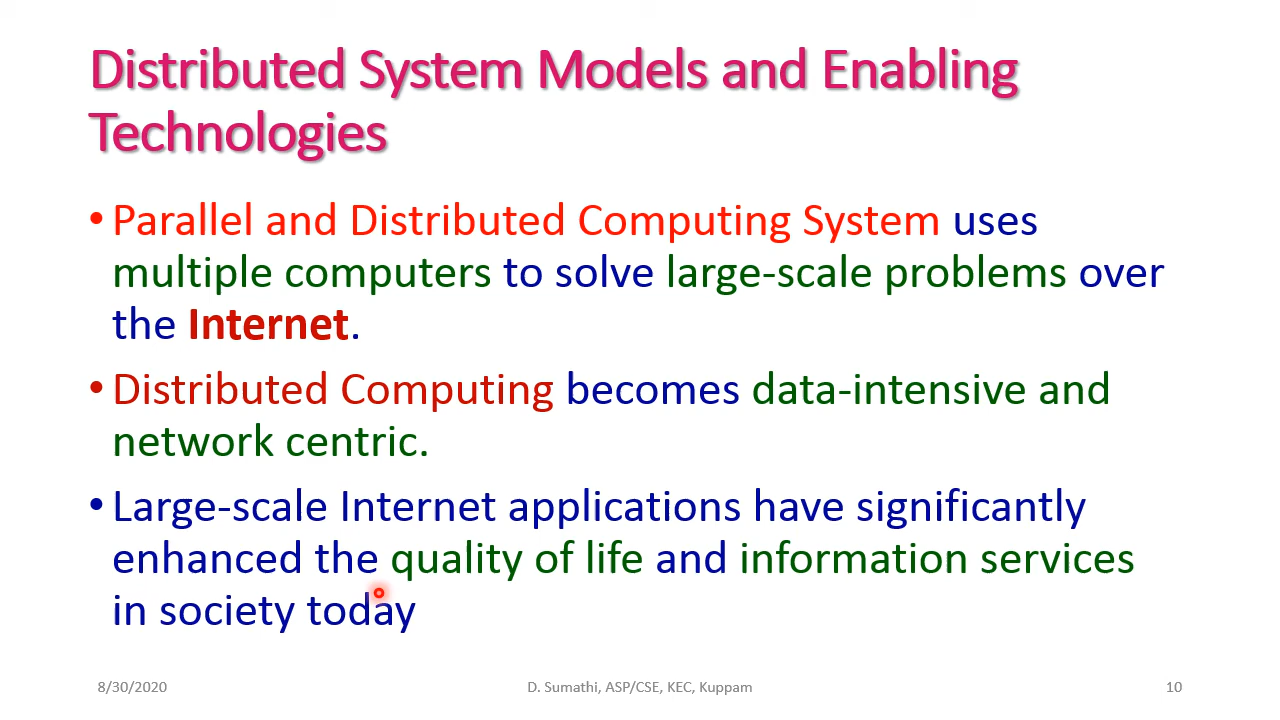 Distributed System Models and Enabling
Technologies
• Parallel and Distributed Computing System uses
multiple computers to solve large-scale problems over
the Internet.
• Distributed Computing becomes data-intensive and
network centric.
• Large-scale Internet applications have significantly
enhanced the quality of life and information services
in society today
8/30/2020
D. Sumathi, ASP/CSE, KEC, Kuppam
10